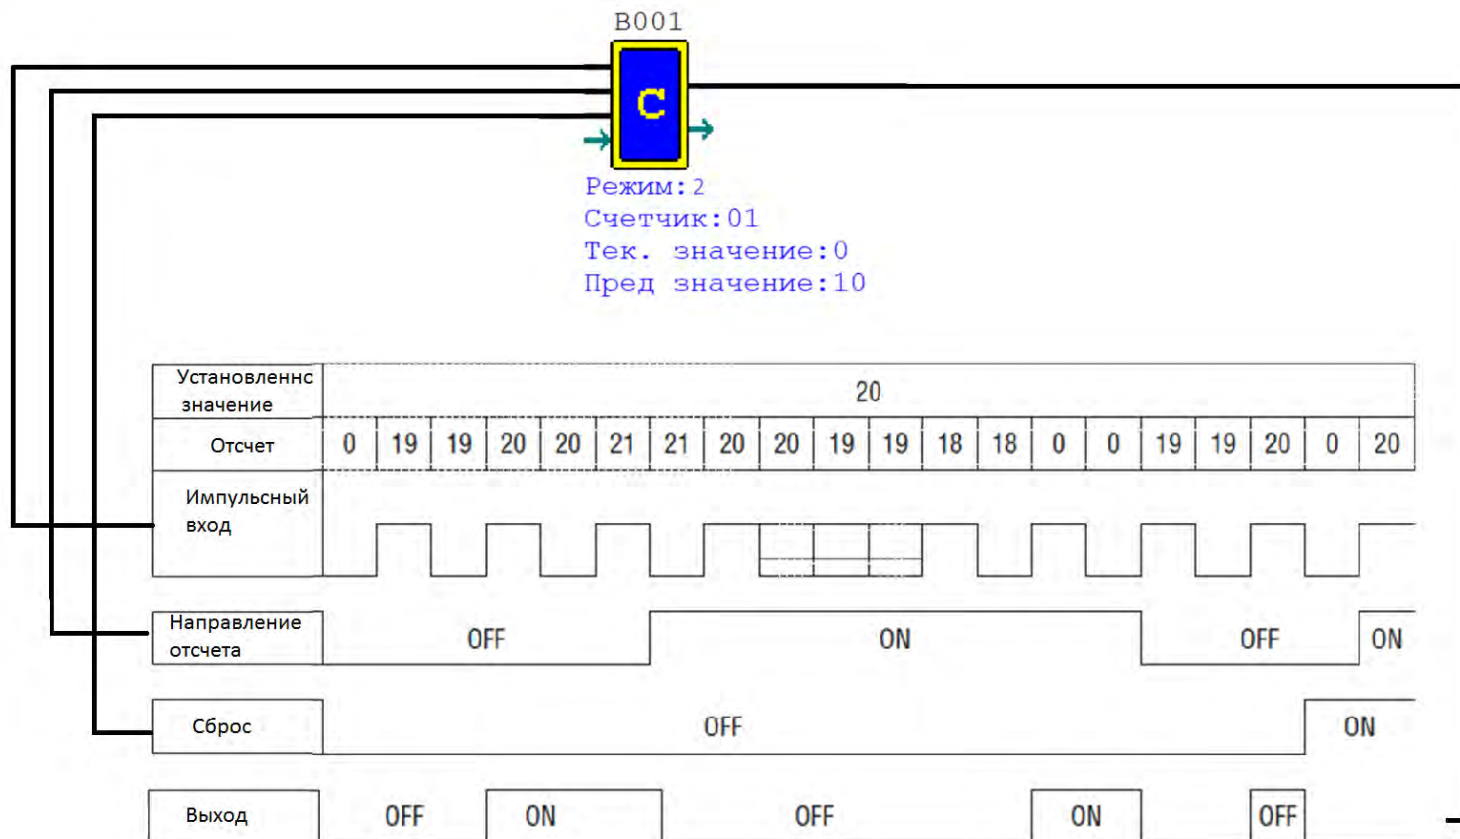 B001
C
Режим:2
Счетчик:01
Тек. значение:0
Пред значение:10
Установленнс
значение
20
Отсчет 0 19 19 20 20 21 21 20 20 19 19 18 18 0 0 19 19 20 0 20
Импульсный
вход
Направление
отсчета
OFF ON OFF ON
Сброс OFF ON
Выход OFF ON OFF ON OFF